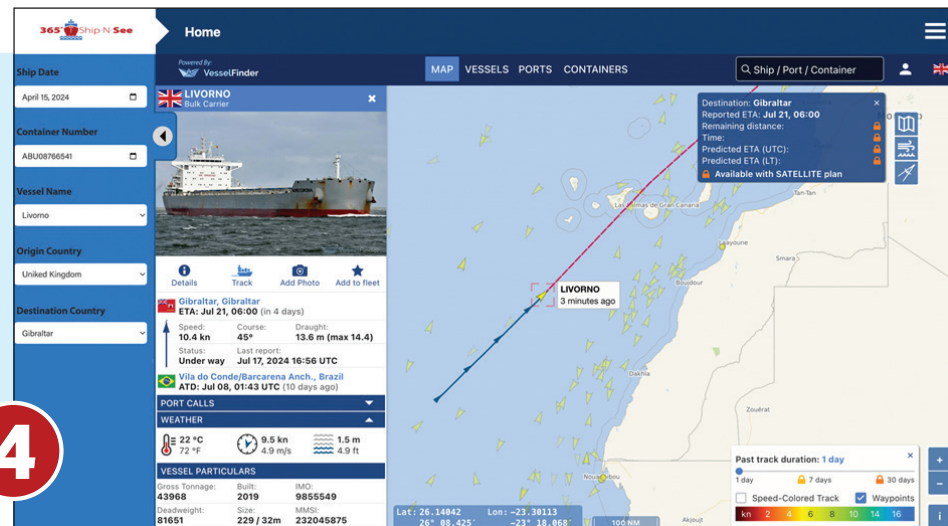 365° Ship·N·See
Home
Ship Date
April 15, 2024
Container Number
ABU08766541
Vessel Name
Livorno
Origin Country
Uniked Kingdom
Destination Country
Gibraltar
4
Powered By:
VesselFinder
MAP VESSELS PORTS CONTAINERS
Ship / Port / Container
LIVORNO
Bulk Carrier
Details Track Add Photo Add to fleet
Gibraltar, Gibraltar
ETA: Jul 21, 06:00 (in 4 days)
Speed: Course: Draught:
10.4 kn 45° 13.6 m (max 14.4)
Status: Last report:
Under way Jul 17, 2024 16:56 UTC
Vila do Conde/Barcarena Anch., Brazil
ATD: Jul 08, 01:43 UTC (10 days ago)
PORT CALLS
WEATHER
22 °C 9.5 kn 1.5 m
72 °F 4.9 m/s 4.9 ft
VESSEL PARTICULARS
Gross Tonnage: Built: IMO:
43968 2019 9855549
Deadweight: Size: MMSI:
81651 229 / 32m 232045875
Destination: Gibraltar
Reported ETA: Jul 21, 06:00
Remaining distance:
Time:
Predicted ETA (UTC):
Predicted ETA (LT):
Available with SATELLITE plan
Tan-Tan
Las Palmas de Gran Canaria
Laayoune
Smara
Boujdour
LIVORNO
3 minutes ago
Dakhla
Zouérat
Nouadhibou
Akjoujt
Past track duration: 1 day
1 day 7 days 30 days
Speed-Colored Track Waypoints
kn 2 4 6 8 10 14 16
Lat: 26.14042 Lon: -23.30113
26° 08.425' -23° 18.068'
100 NM
+
-
i